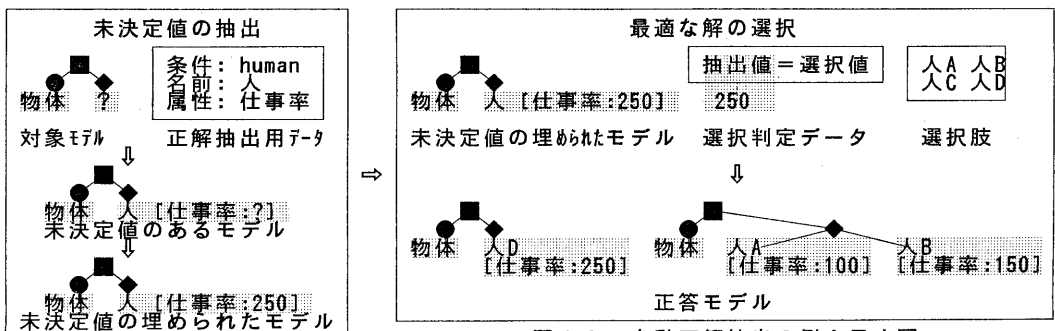 未決定値の抽出
条件: human
名前: 人
属性: 仕事率
物体 ?
対象モデル 正解抽出用データ
⇩
物体 人 [仕事率:?]
未決定値のあるモデル
⇩
物体 人 [仕事率:250]
未決定値の埋められたモデル
⇨
最適な解の選択
抽出値=選択値
人A 人B
人C 人D
物体 人 [仕事率:250] 250
未決定値の埋められたモデル 選択判定データ 選択肢
⇩
物体 人D
[仕事率:250]
物体 人A 人B
[仕事率:100] [仕事率:150]
正答モデル